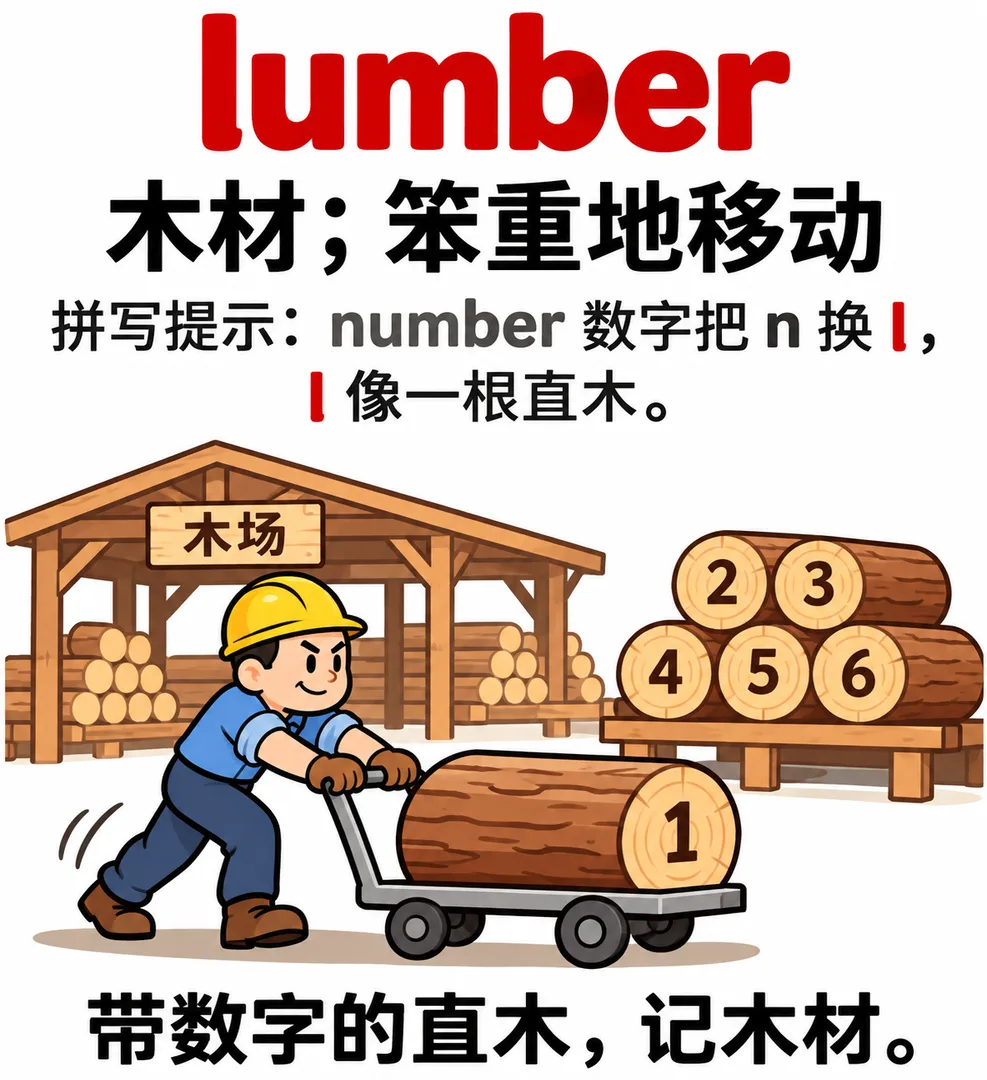 lumber
木材；笨重地移动
拼写提示：number 数字把 n 换 l，
l 像一根直木。
木场
2 3
4 5 6
1
带数字的直木，记木材。